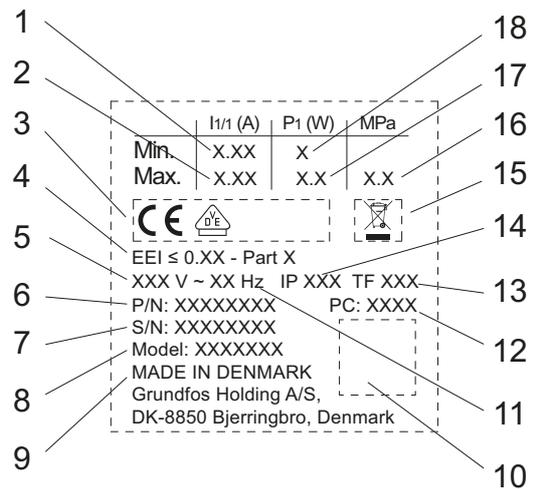 1
2
3
4
5
6
7
8
9
18
17
16
15
14
13
12
11
10
I1/1 (A) P1 (W) MPa
Min. X.XX X
Max. X.XX X.X X.X
CE VDE
EEI ≤ 0.XX - Part X
XXX V ~ XX Hz IP XXX TF XXX
P/N: XXXXXXXX PC: XXXX
S/N: XXXXXXXX
Model: XXXXXXX
MADE IN DENMARK
Grundfos Holding A/S,
DK-8850 Bjerringbro, Denmark